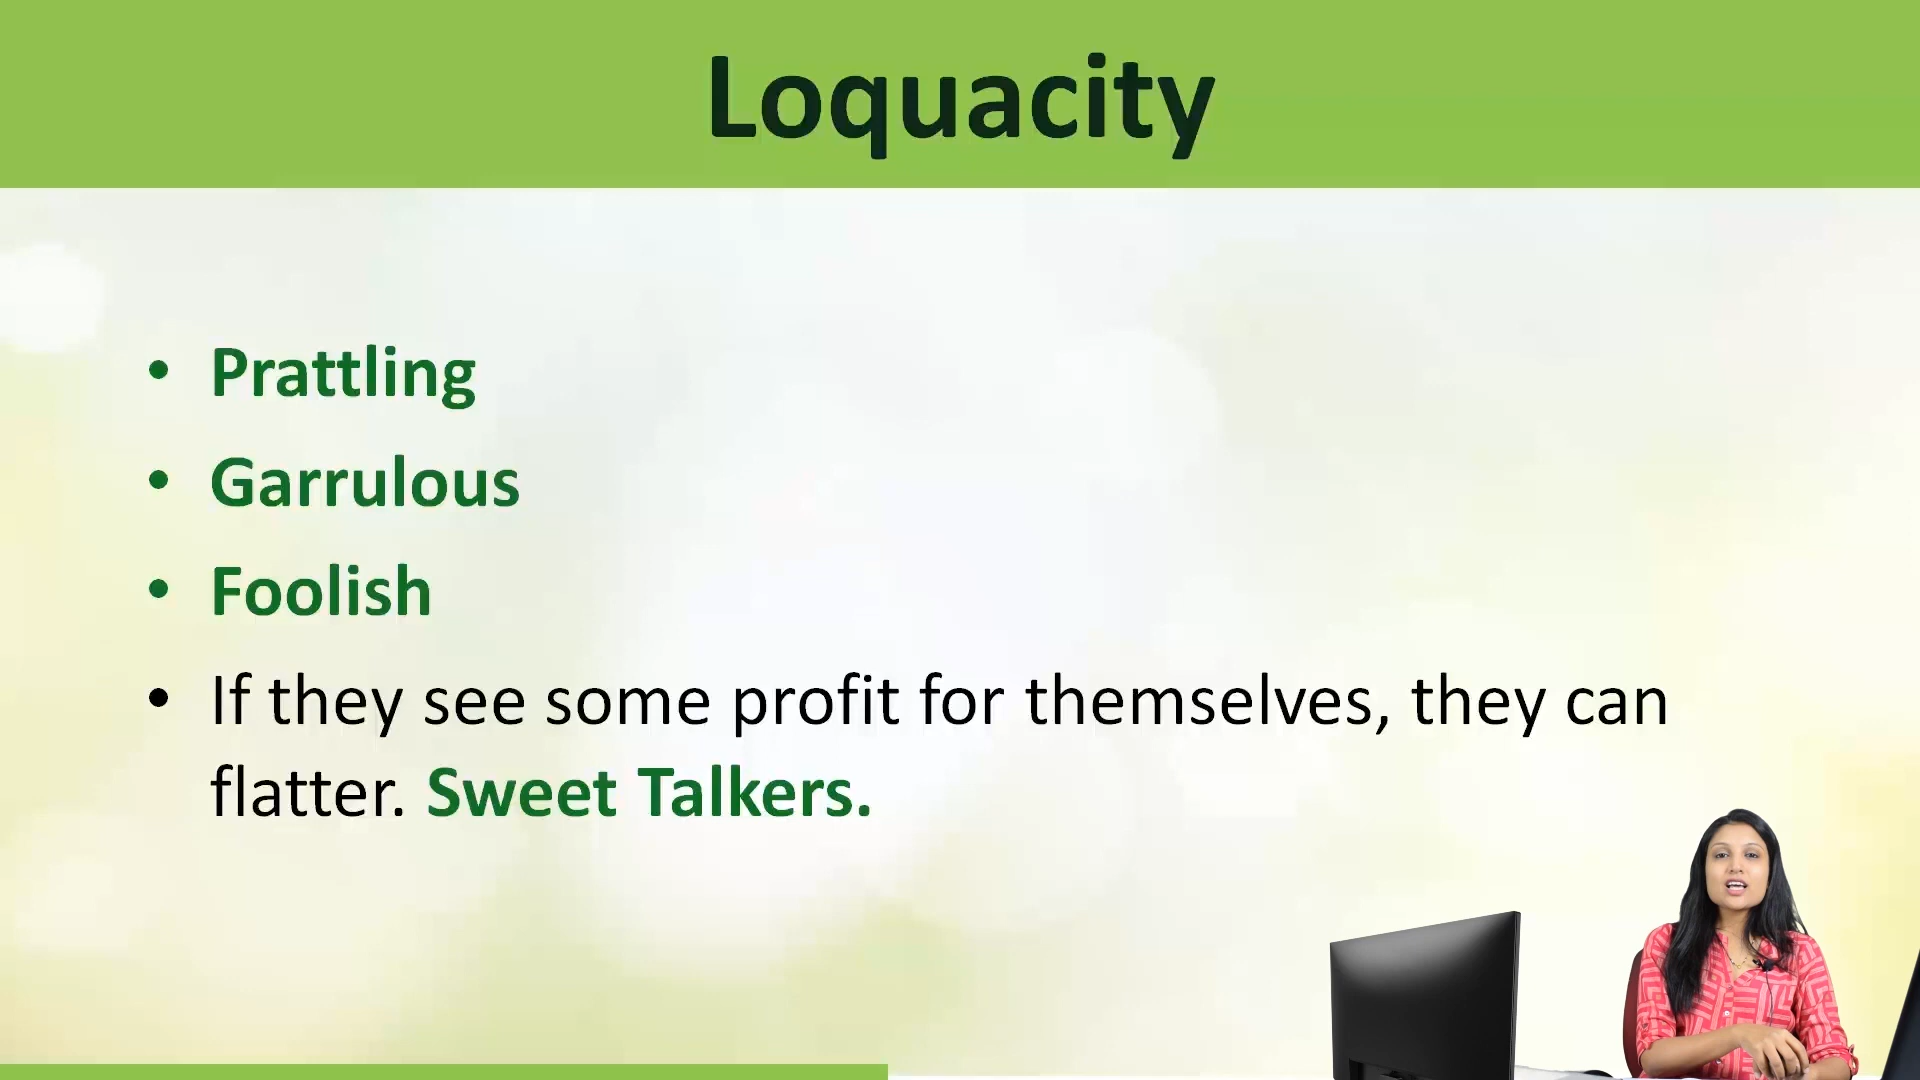 Loquacity
• Prattling
• Garrulous
• Foolish
• If they see some profit for themselves, they can
flatter. Sweet Talkers.